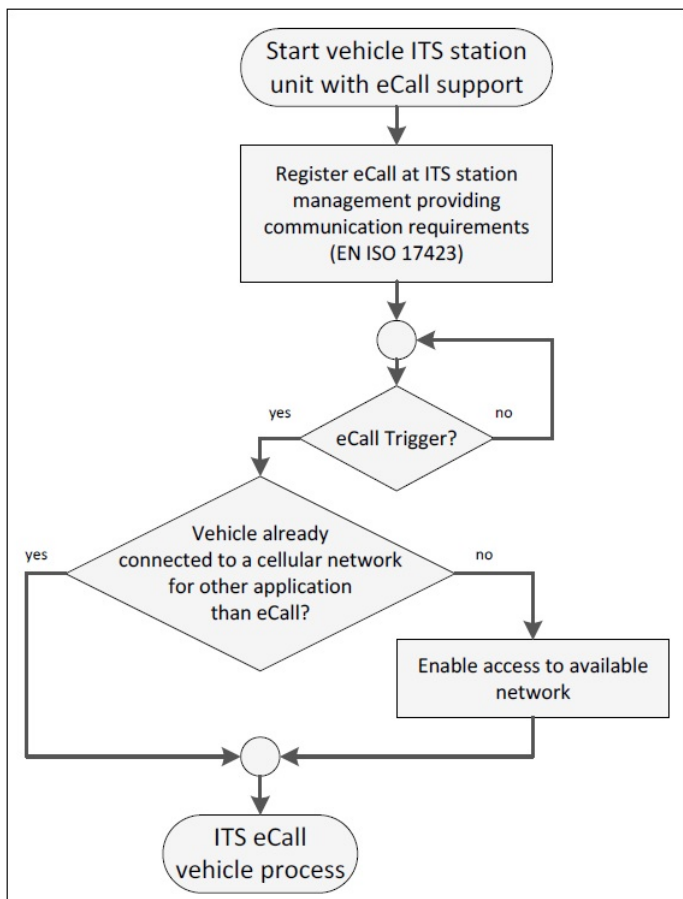 Start vehicle ITS station
unit with eCall support
Register eCall at ITS station
management providing
communication requirements
(EN ISO 17423)
yes
no
eCall Trigger?
Vehicle already
connected to a cellular network
for other application
than eCall?
yes
no
Enable access to available
network
ITS eCall
vehicle process